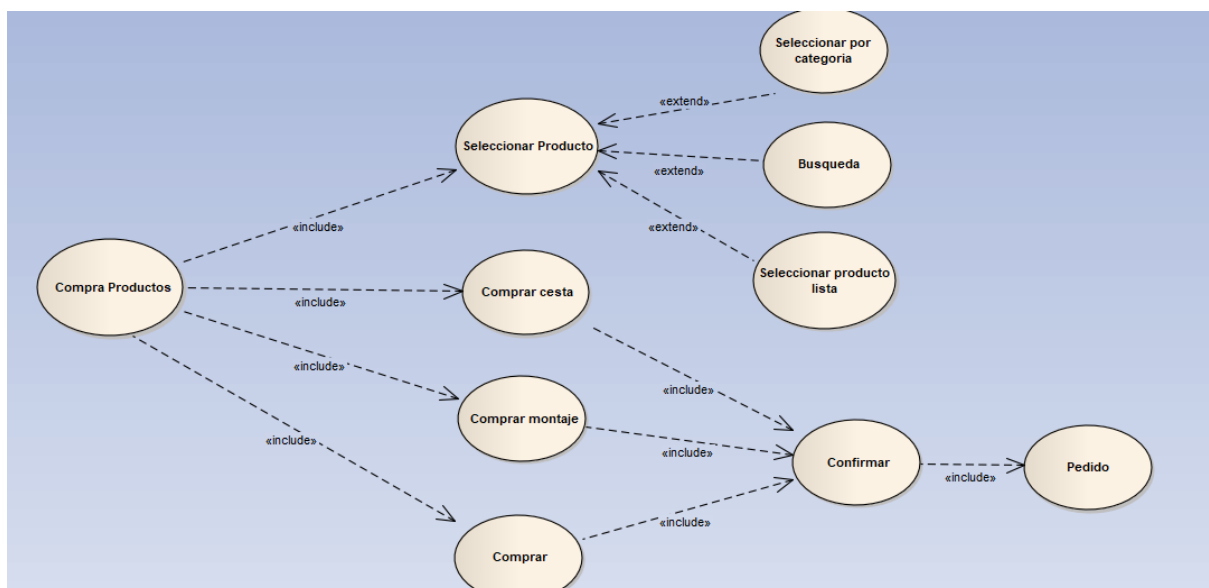 Seleccionar por
categoria
«extend»
Seleccionar Producto
Busqueda
«extend»
«include»
«extend»
Seleccionar producto
lista
Compra Productos
«include»
Comprar cesta
«include»
«include»
Comprar montaje
«include»
«include»
Confirmar
«include»
Pedido
«include»
Comprar